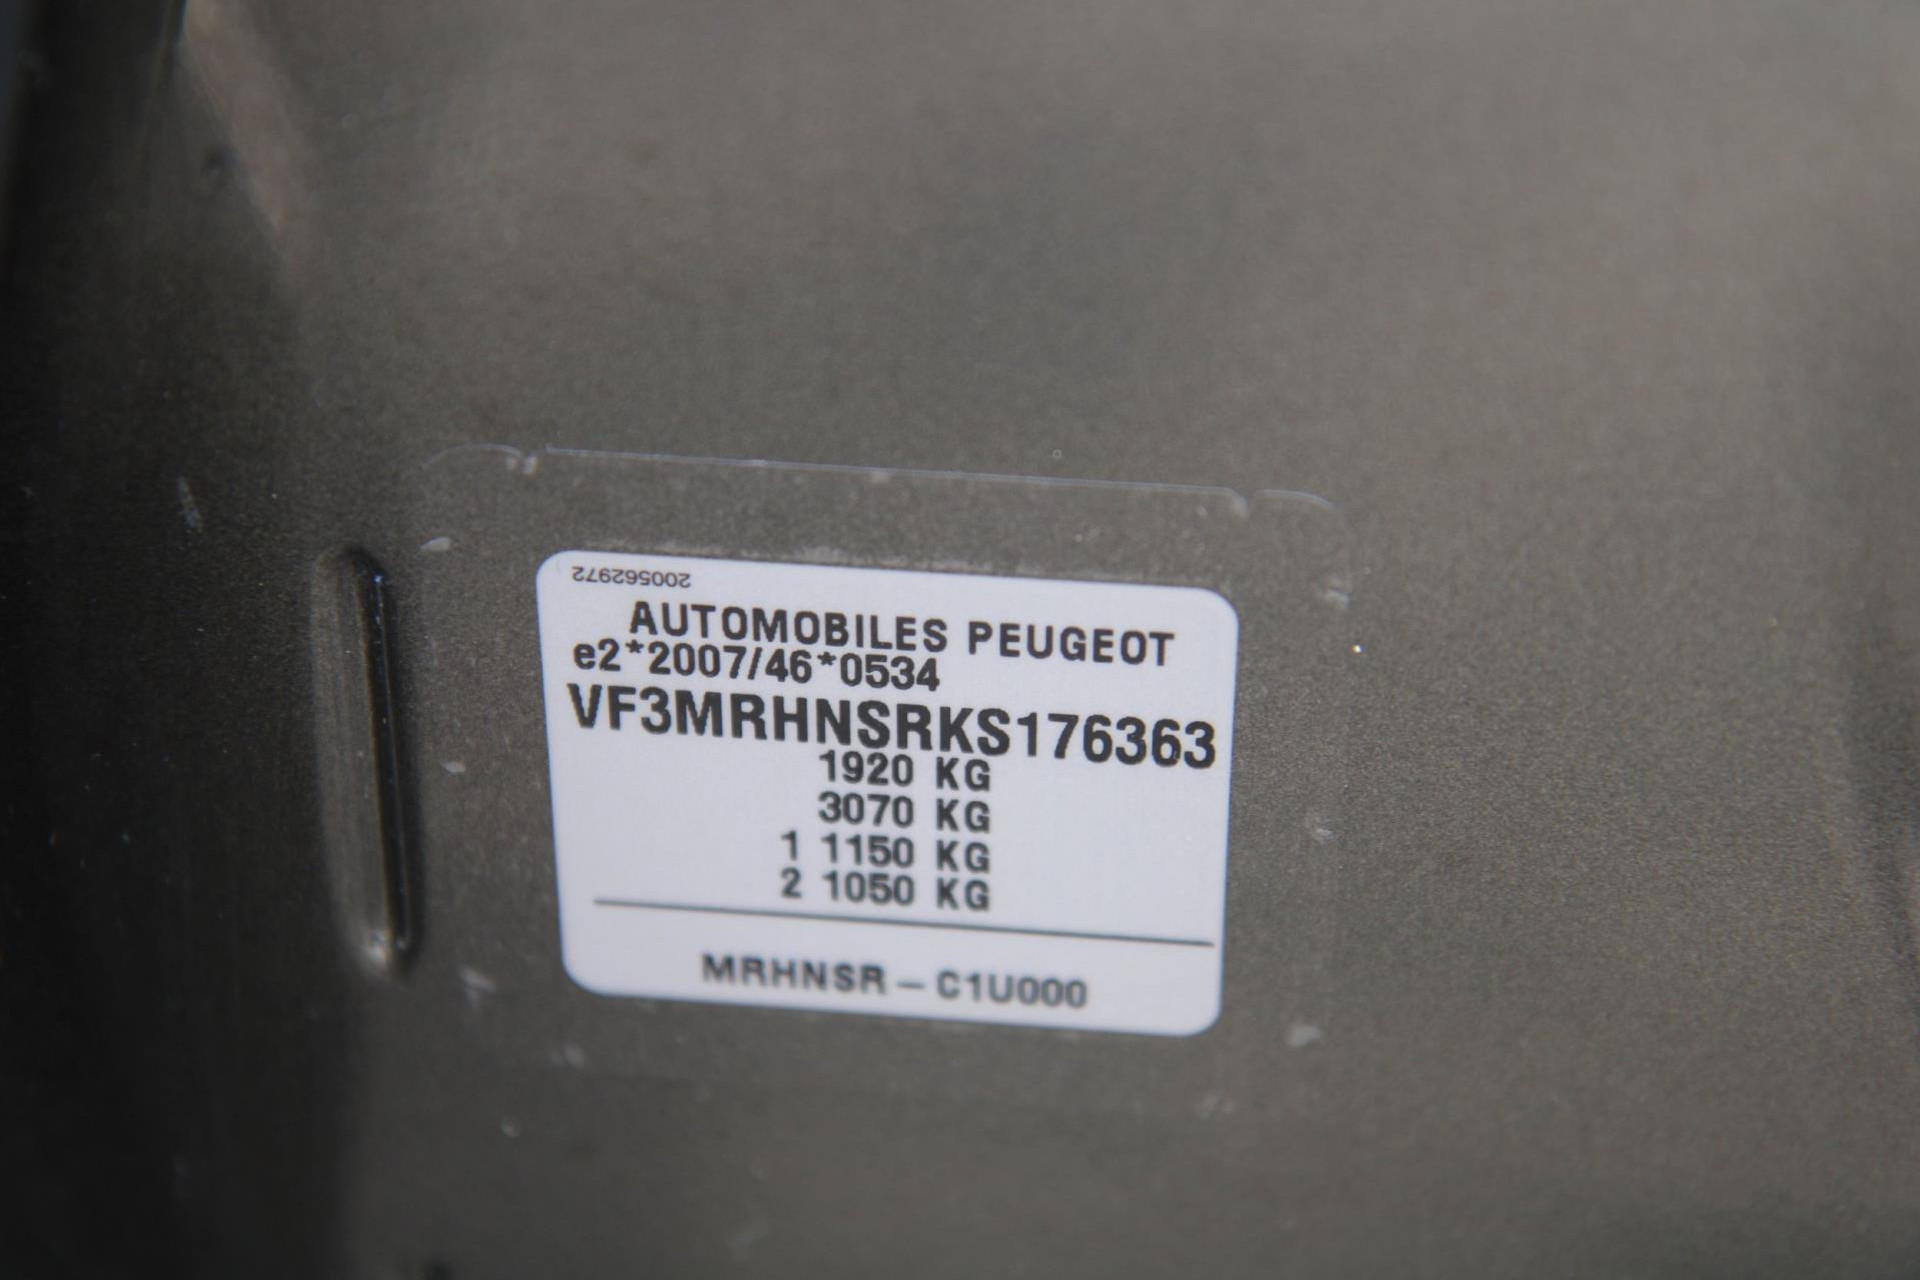 200562972
AUTOMOBILES PEUGEOT
e2*2007/46*0534
VF3MRHNSRKS176363
1920 KG
3070 KG
1 1150 KG
2 1050 KG
MRHNSR – C1U000